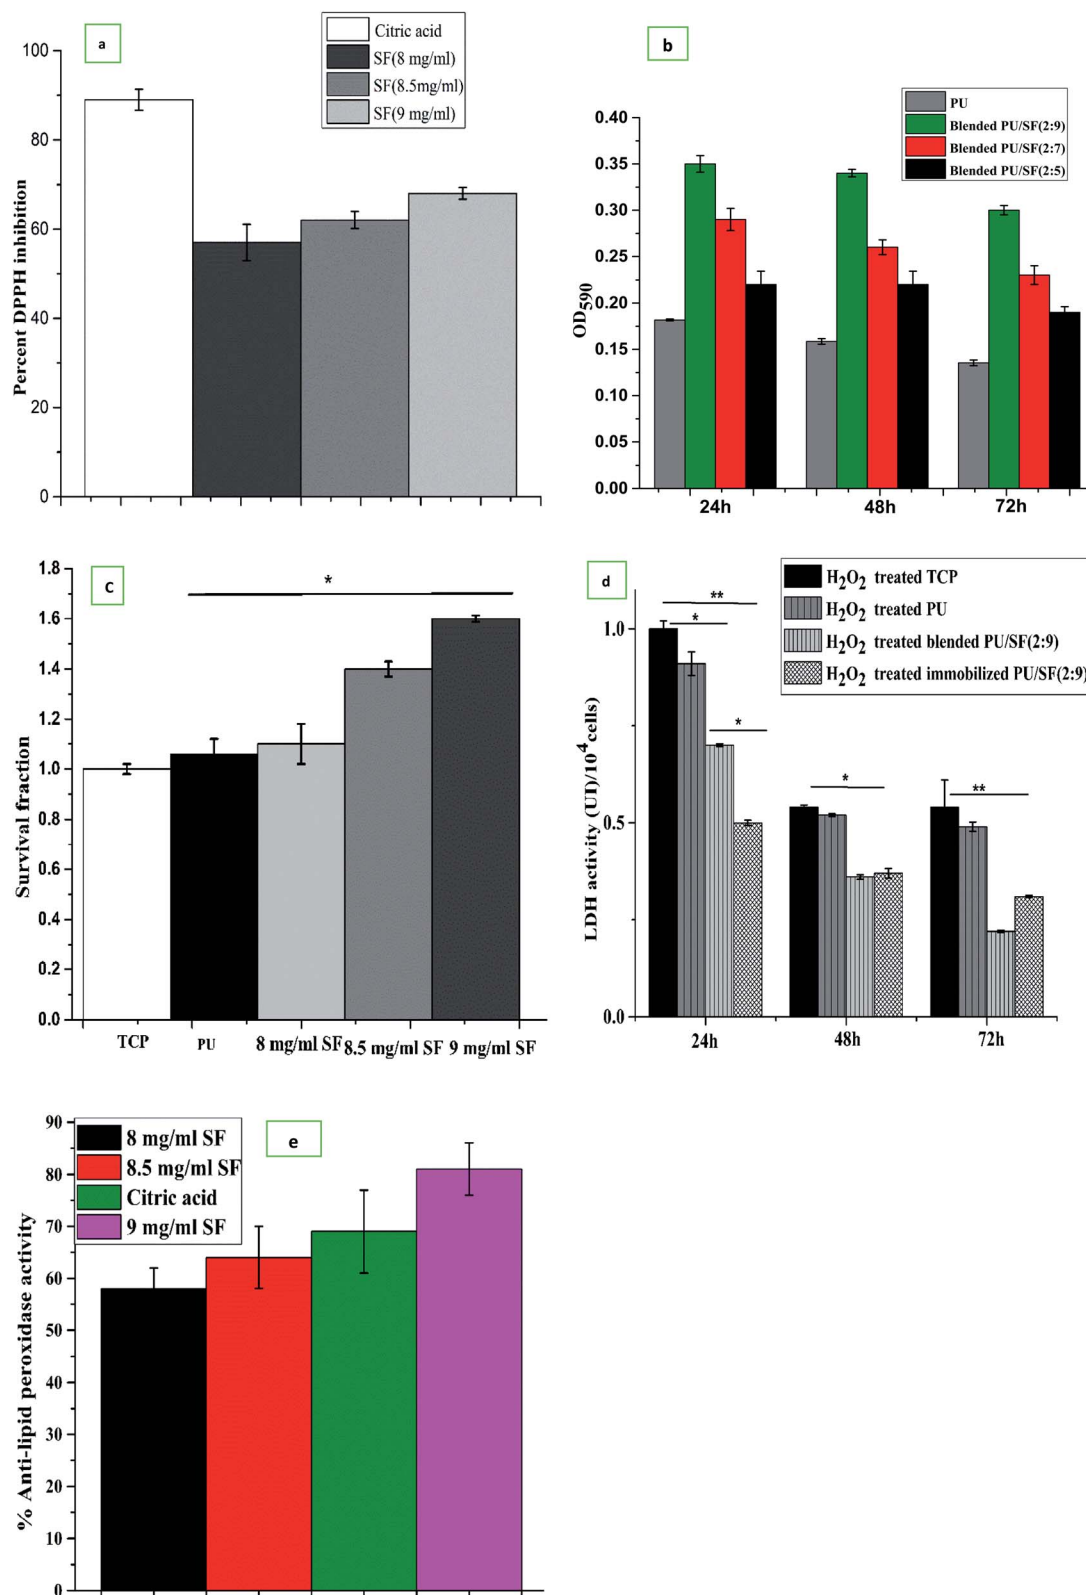 a
Citric acid
SF(8 mg/ml)
SF(8.5mg/ml)
SF(9 mg/ml)
Percent DPPH inhibition
100
80
60
40
20
0
b
PU
Blended PU/SF(2:9)
Blended PU/SF(2:7)
Blended PU/SF(2:5)
OD590
0.40
0.35
0.30
0.25
0.20
0.15
0.10
0.05
0.00
24h 48h 72h
c
*
Survival fraction
1.8
1.6
1.4
1.2
1.0
0.8
0.6
0.4
0.2
0.0
TCP PU 8 mg/ml SF 8.5 mg/ml SF 9 mg/ml SF
d
H2O2 treated TCP
H2O2 treated PU
H2O2 treated blended PU/SF(2:9)
H2O2 treated immobilized PU/SF(2:9)
**
*
*
*
**
LDH activity (UI)/10^4cells)
1.0
0.5
0.0
24h 48h 72h
e
8 mg/ml SF
8.5 mg/ml SF
Citric acid
9 mg/ml SF
% Anti-lipid peroxidase activity
90
80
70
60
50
40
30
20
10
0